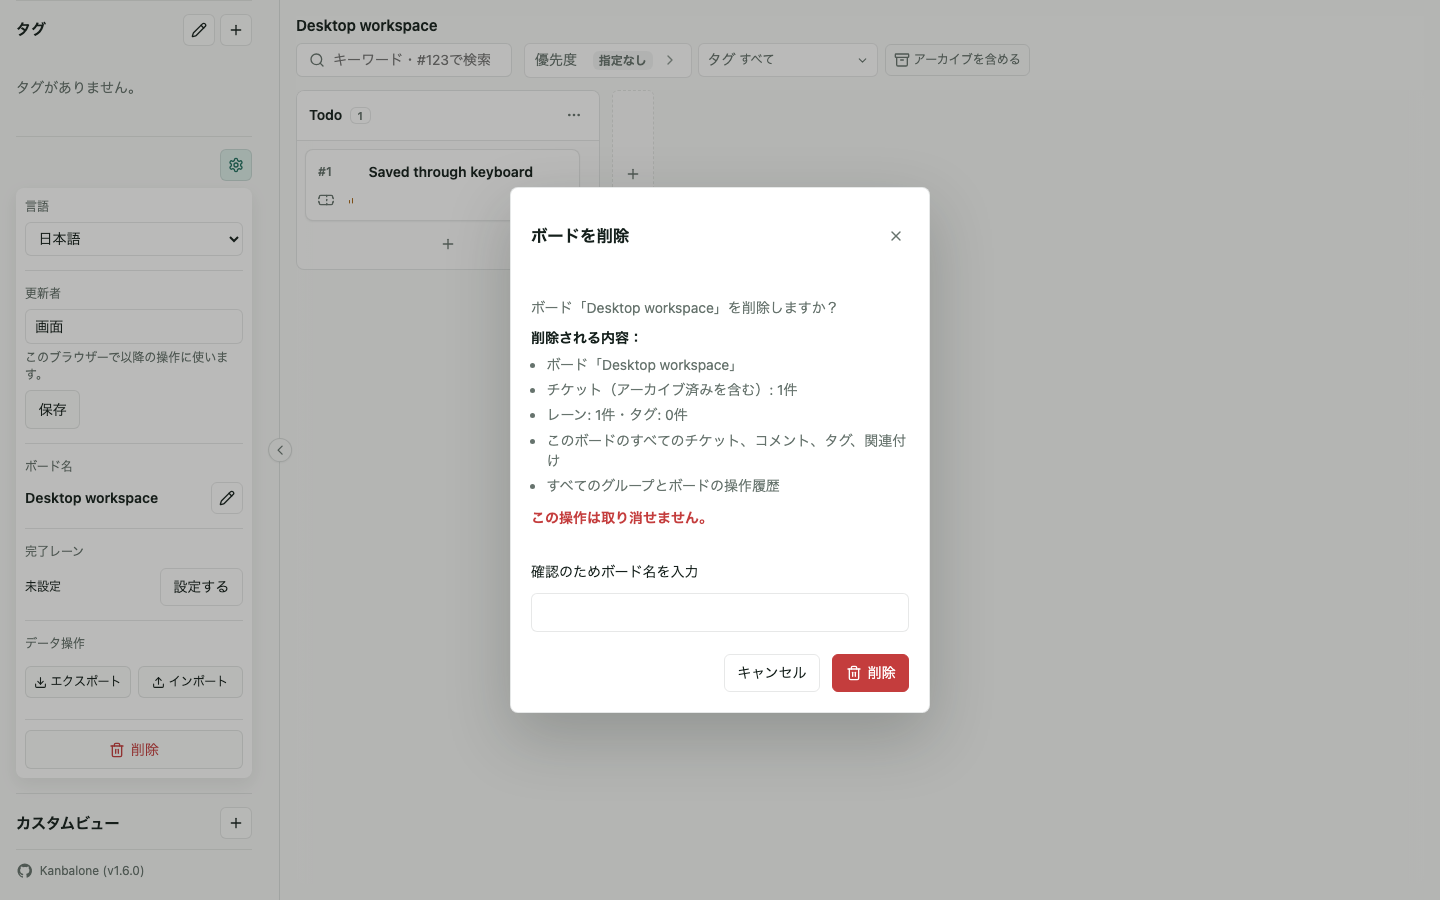 タグ
タグがありません。
言語
日本語
更新者
画面
このブラウザーで以降の操作に使いま
す。
保存
ボード名
Desktop workspace
完了レーン
未設定
設定する
データ操作
エクスポート
インポート
削除
カスタムビュー
Kanbalone (v1.6.0)
Desktop workspace
キーワード・#123で検索
優先度 指定なし
タグ すべて
アーカイブを含める
Todo 1
#1 Saved through keyboard
ボードを削除
ボード「Desktop workspace」を削除しますか？
削除される内容：
ボード「Desktop workspace」
チケット（アーカイブ済みを含む）: 1件
レーン: 1件・タグ: 0件
このボードのすべてのチケット、コメント、タグ、関連付
け
すべてのグループとボードの操作履歴
この操作は取り消せません。
確認のためボード名を入力
キャンセル
削除